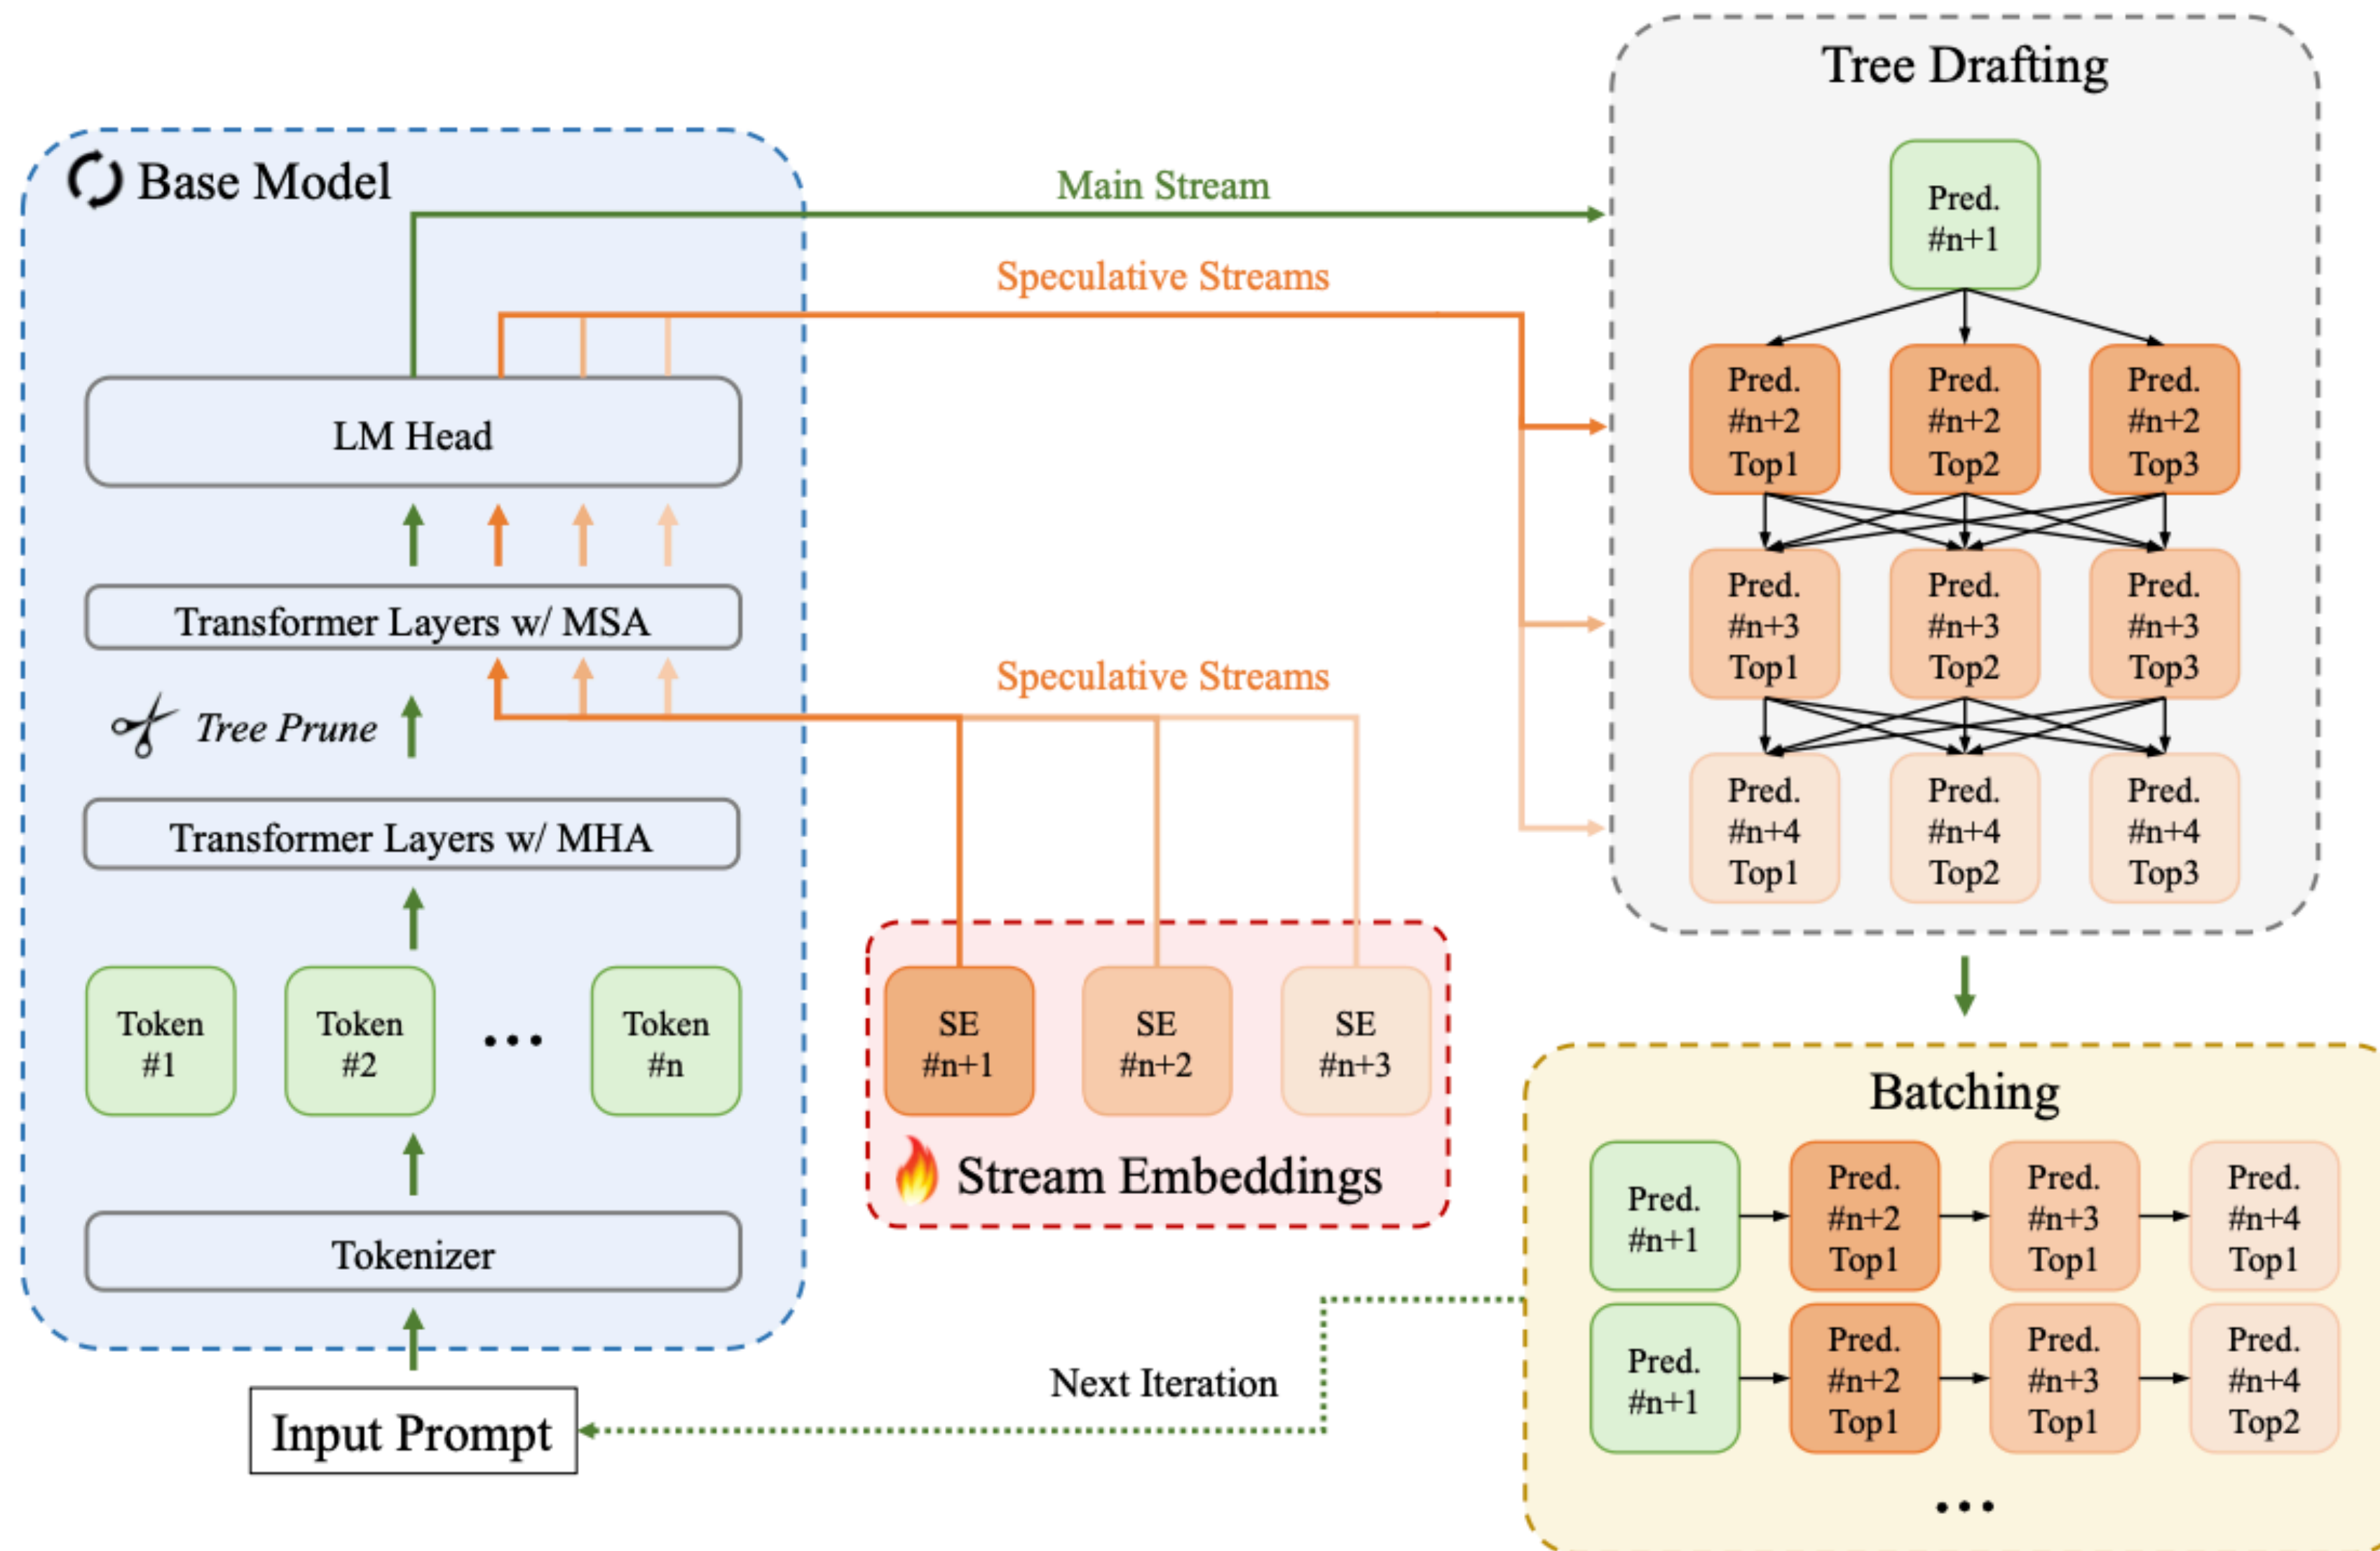 Base Model
LM Head
Transformer Layers w/ MSA
Tree Prune
Transformer Layers w/ MHA
Token
#1
Token
#2
...
Token
#n
Tokenizer
Input Prompt
Main Stream
Speculative Streams
Speculative Streams
SE
#n+1
SE
#n+2
SE
#n+3
Stream Embeddings
Next Iteration
Tree Drafting
Pred.
#n+1
Pred.
#n+2
Top1
Pred.
#n+2
Top2
Pred.
#n+2
Top3
Pred.
#n+3
Top1
Pred.
#n+3
Top2
Pred.
#n+3
Top3
Pred.
#n+4
Top1
Pred.
#n+4
Top2
Pred.
#n+4
Top3
Batching
Pred.
#n+1
Pred.
#n+2
Top1
Pred.
#n+3
Top1
Pred.
#n+4
Top1
Pred.
#n+1
Pred.
#n+2
Top1
Pred.
#n+3
Top1
Pred.
#n+4
Top2
...